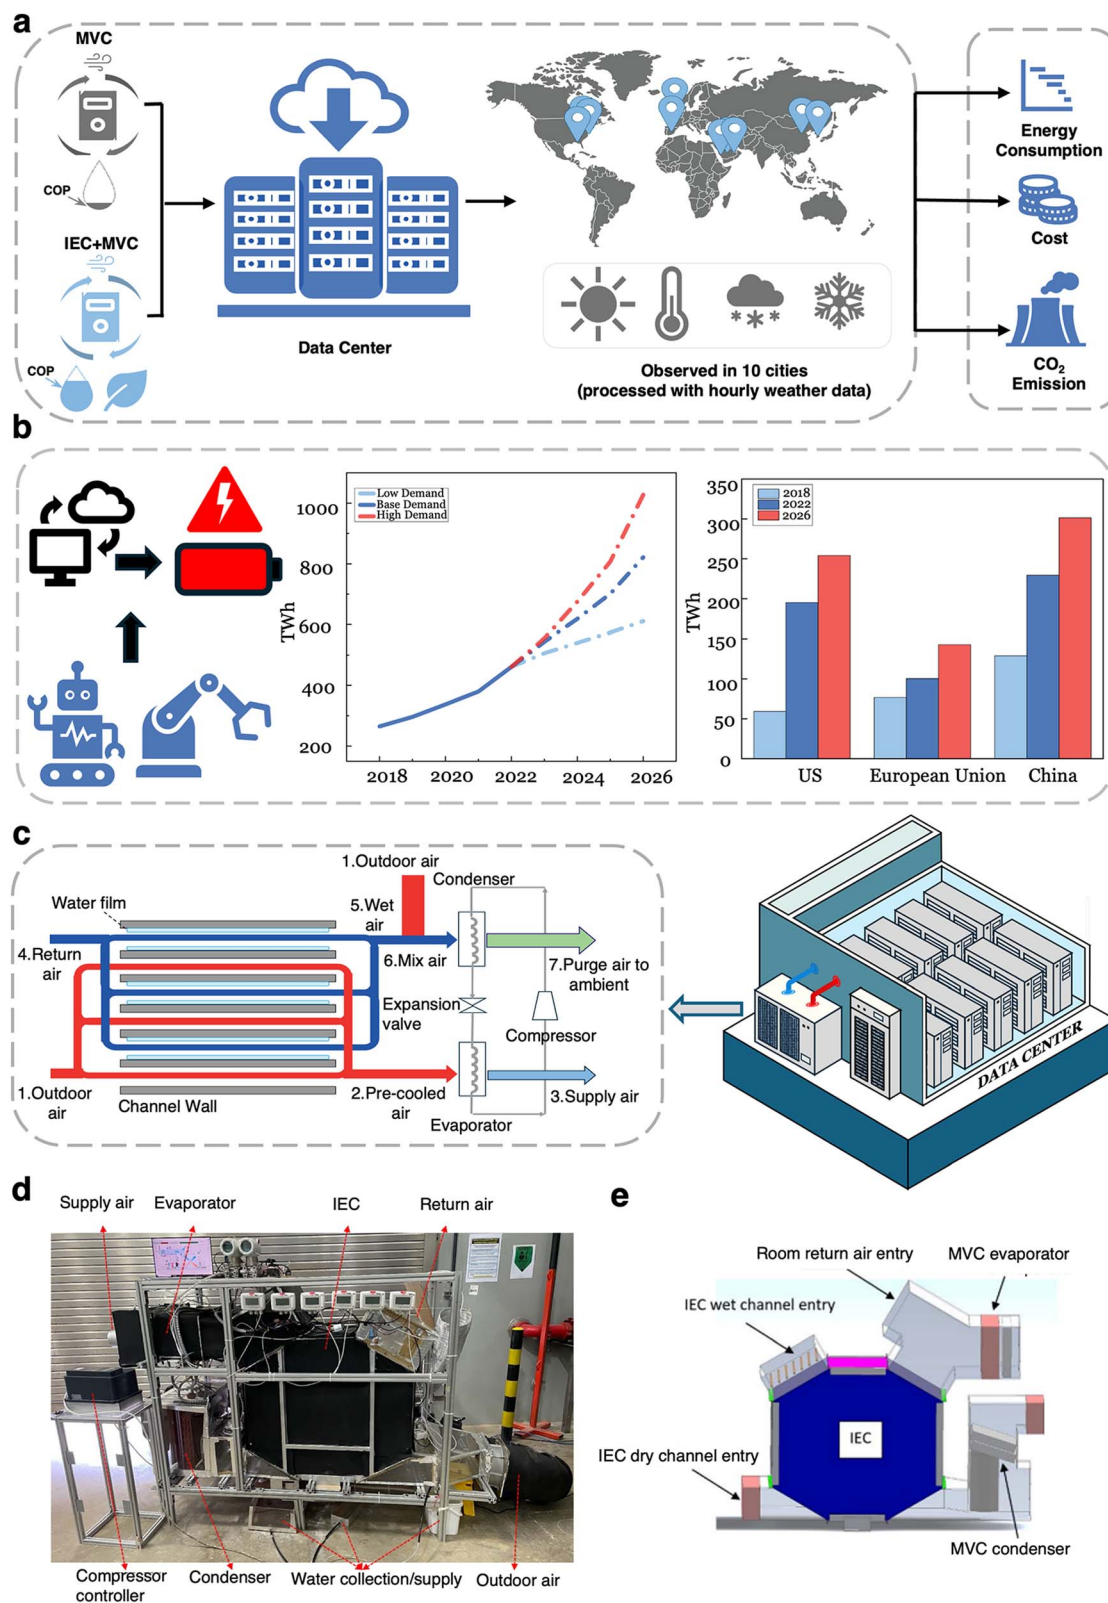 a
MVC
COP
IEC+MVC
COP
Data Center
Observed in 10 cities
(processed with hourly weather data)
Energy
Consumption
Cost
CO₂
Emission
b
Low Demand
Base Demand
High Demand
1000
800
600
400
200
TWh
2018
2020
2022
2024
2026
2018
2022
2026
350
300
250
200
150
100
50
0
TWh
US
European Union
China
c
Water film
4.Return
air
1.Outdoor
air
Channel Wall
1.Outdoor air
5.Wet
air
Condenser
6.Mix air
7.Purge air to
ambient
Expansion
valve
Compressor
2.Pre-cooled
air
3.Supply air
Evaporator
DATA CENTER
d
Supply air
Evaporator
IEC
Return air
Compressor
controller
Condenser
Water collection/supply
Outdoor air
e
Room return air entry
MVC evaporator
IEC wet channel entry
IEC
IEC dry channel entry
MVC condenser